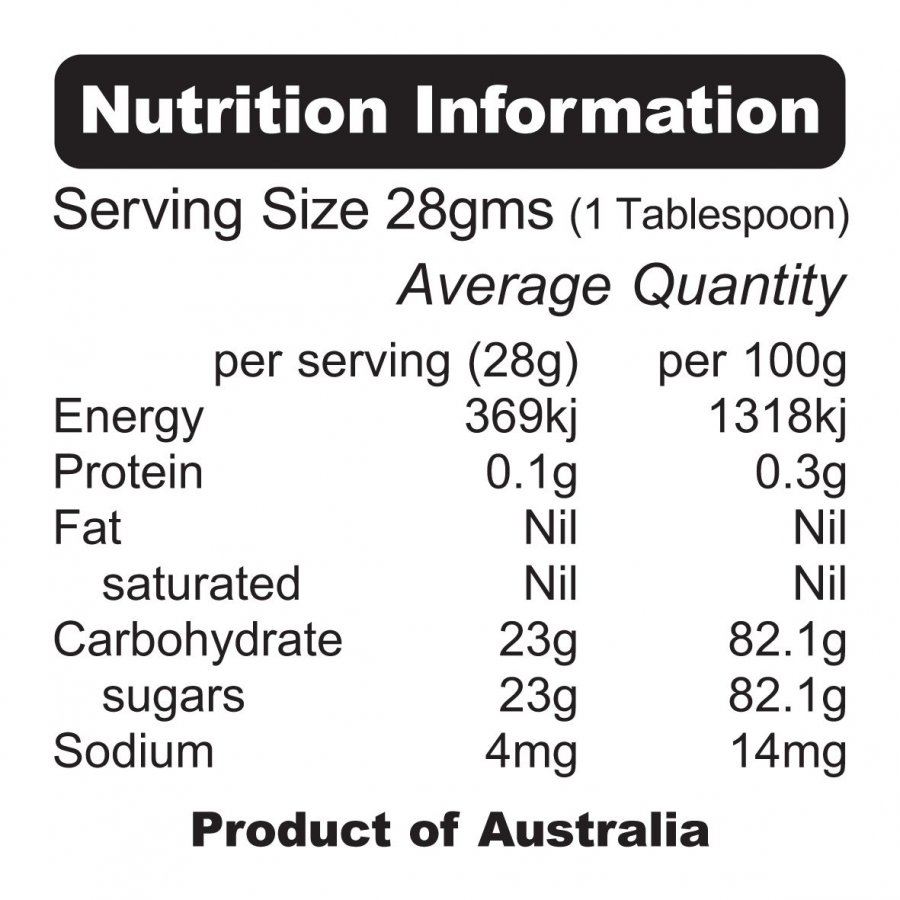 Nutrition Information
Serving Size 28gms (1 Tablespoon)
Average Quantity
per serving (28g) per 100g
Energy 369kj 1318kj
Protein 0.1g 0.3g
Fat Nil Nil
saturated Nil Nil
Carbohydrate 23g 82.1g
sugars 23g 82.1g
Sodium 4mg 14mg
Product of Australia